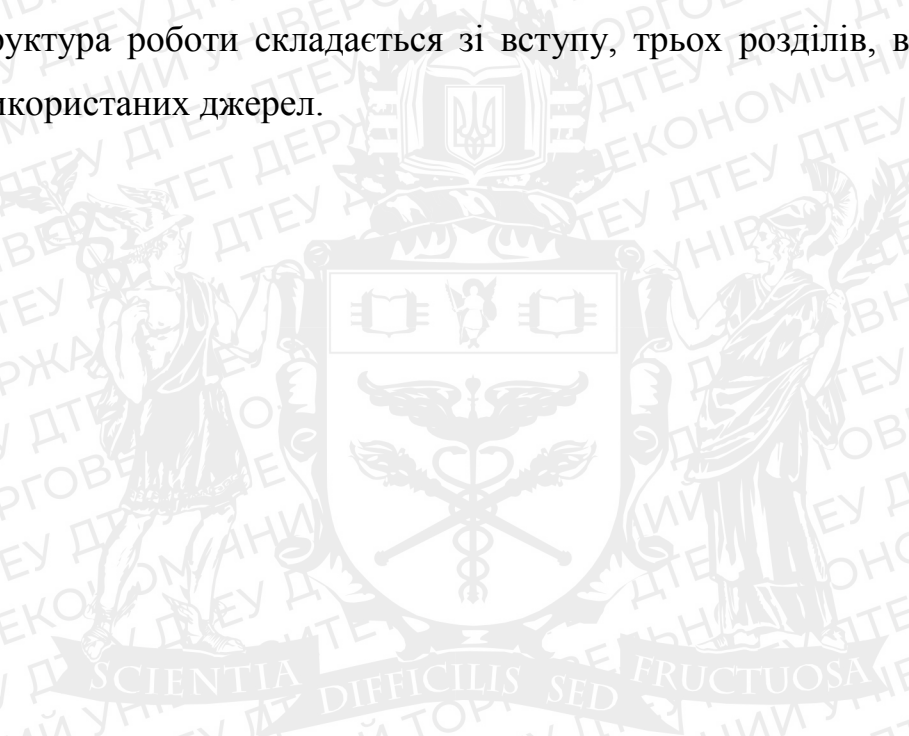 руктура роботи складається зі вступу, трьох розділів, в
икористаних джерел.
SCIENTIA DIFFICILIS SED FRUCTUOSA